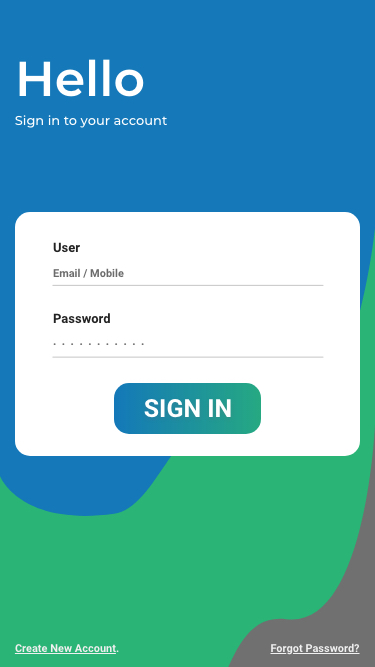 Hello
Sign in to your account
User
Email / Mobile
Password
. . . . . . . . . . .
SIGN IN
Create New Account.
Forgot Password?